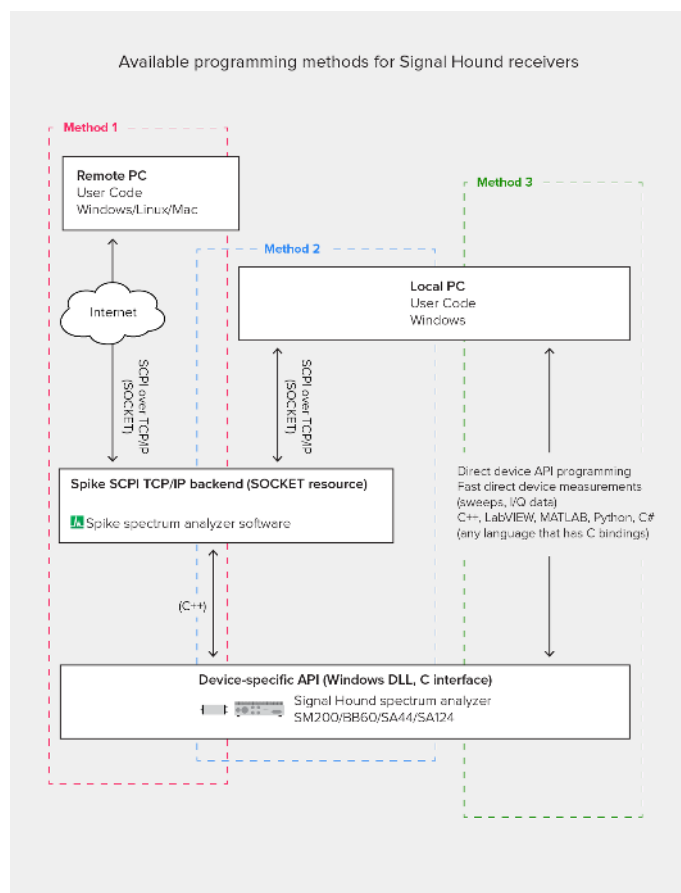 Available programming methods for Signal Hound receivers
Method 1
Remote PC
User Code
Windows/Linux/Mac
Method 3
Method 2
Local PC
User Code
Windows
Internet
SCPI over TCP/IP
(SOCKET)
SCPI over TCP/IP
(SOCKET)
Direct device API programming
Fast direct device measurements
(sweeps, I/Q data)
C++, LabVIEW, MATLAB, Python, C#
(any language that has C bindings)
Spike SCPI TCP/IP backend (SOCKET resource)
Spike spectrum analyzer software
(C++)
Device-specific API (Windows DLL, C interface)
Signal Hound spectrum analyzer
SM200/BB60/SA44/SA124